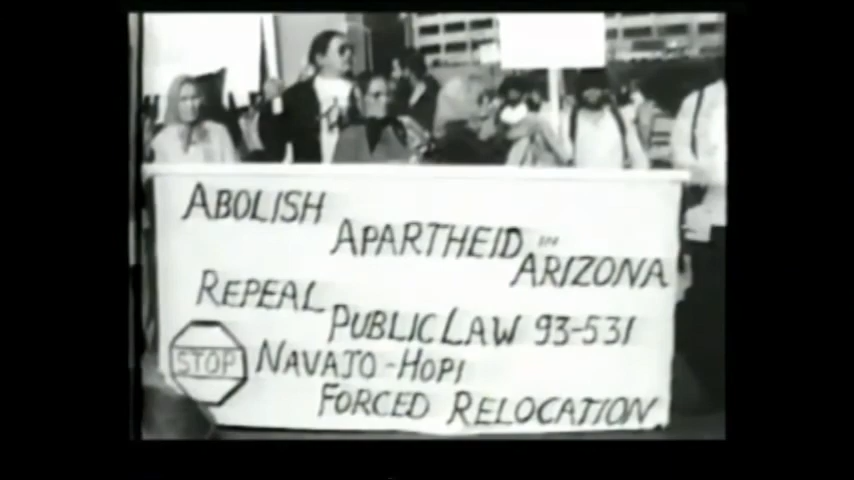 ABOLISH
APARTHEID IN
ARIZONA
REPEAL
PUBLIC LAW 93-531
STOP NAVAJO-HOPI
FORCED RELOCATION